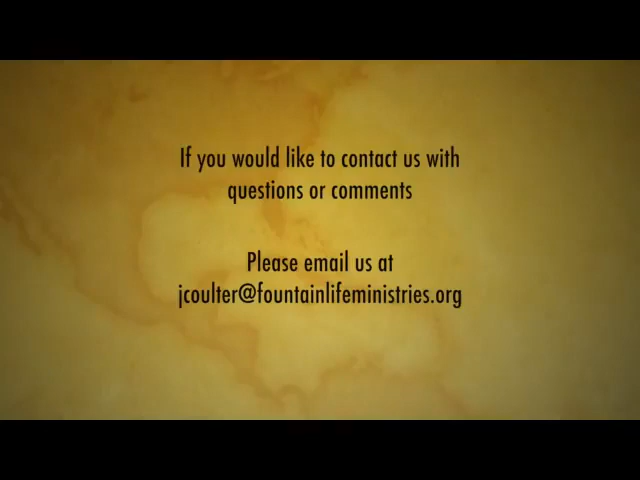 If you would like to contact us with
questions or comments
Please email us at
jcoulter@fountainlifeministries.org